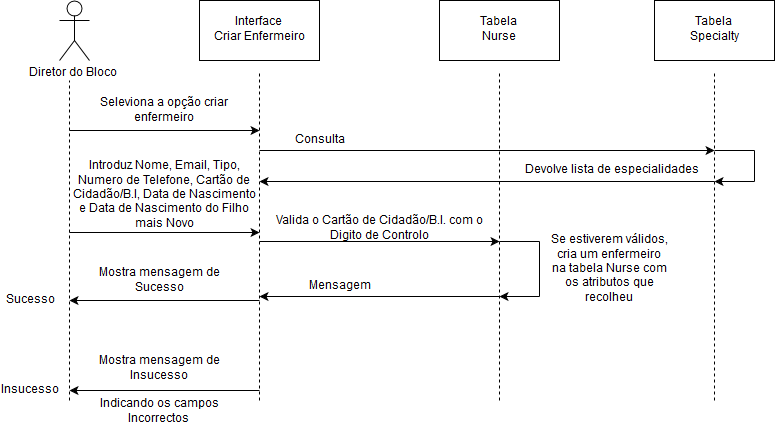 Interface
Criar Enfermeiro
Tabela
Nurse
Tabela
Specialty
Diretor do Bloco
Seleviona a opção criar
enfermeiro
Consulta
Devolve lista de especialidades
Introduz Nome, Email, Tipo,
Numero de Telefone, Cartão de
Cidadão/B.I, Data de Nascimento
e Data de Nascimento do Filho
mais Novo
Valida o Cartão de Cidadão/B.I. com o
Digito de Controlo
Se estiverem válidos,
cria um enfermeiro
na tabela Nurse com
os atributos que
recolheu
Mostra mensagem de
Sucesso
Mensagem
Sucesso
Mostra mensagem de
Insucesso
Insucesso
Indicando os campos
Incorrectos